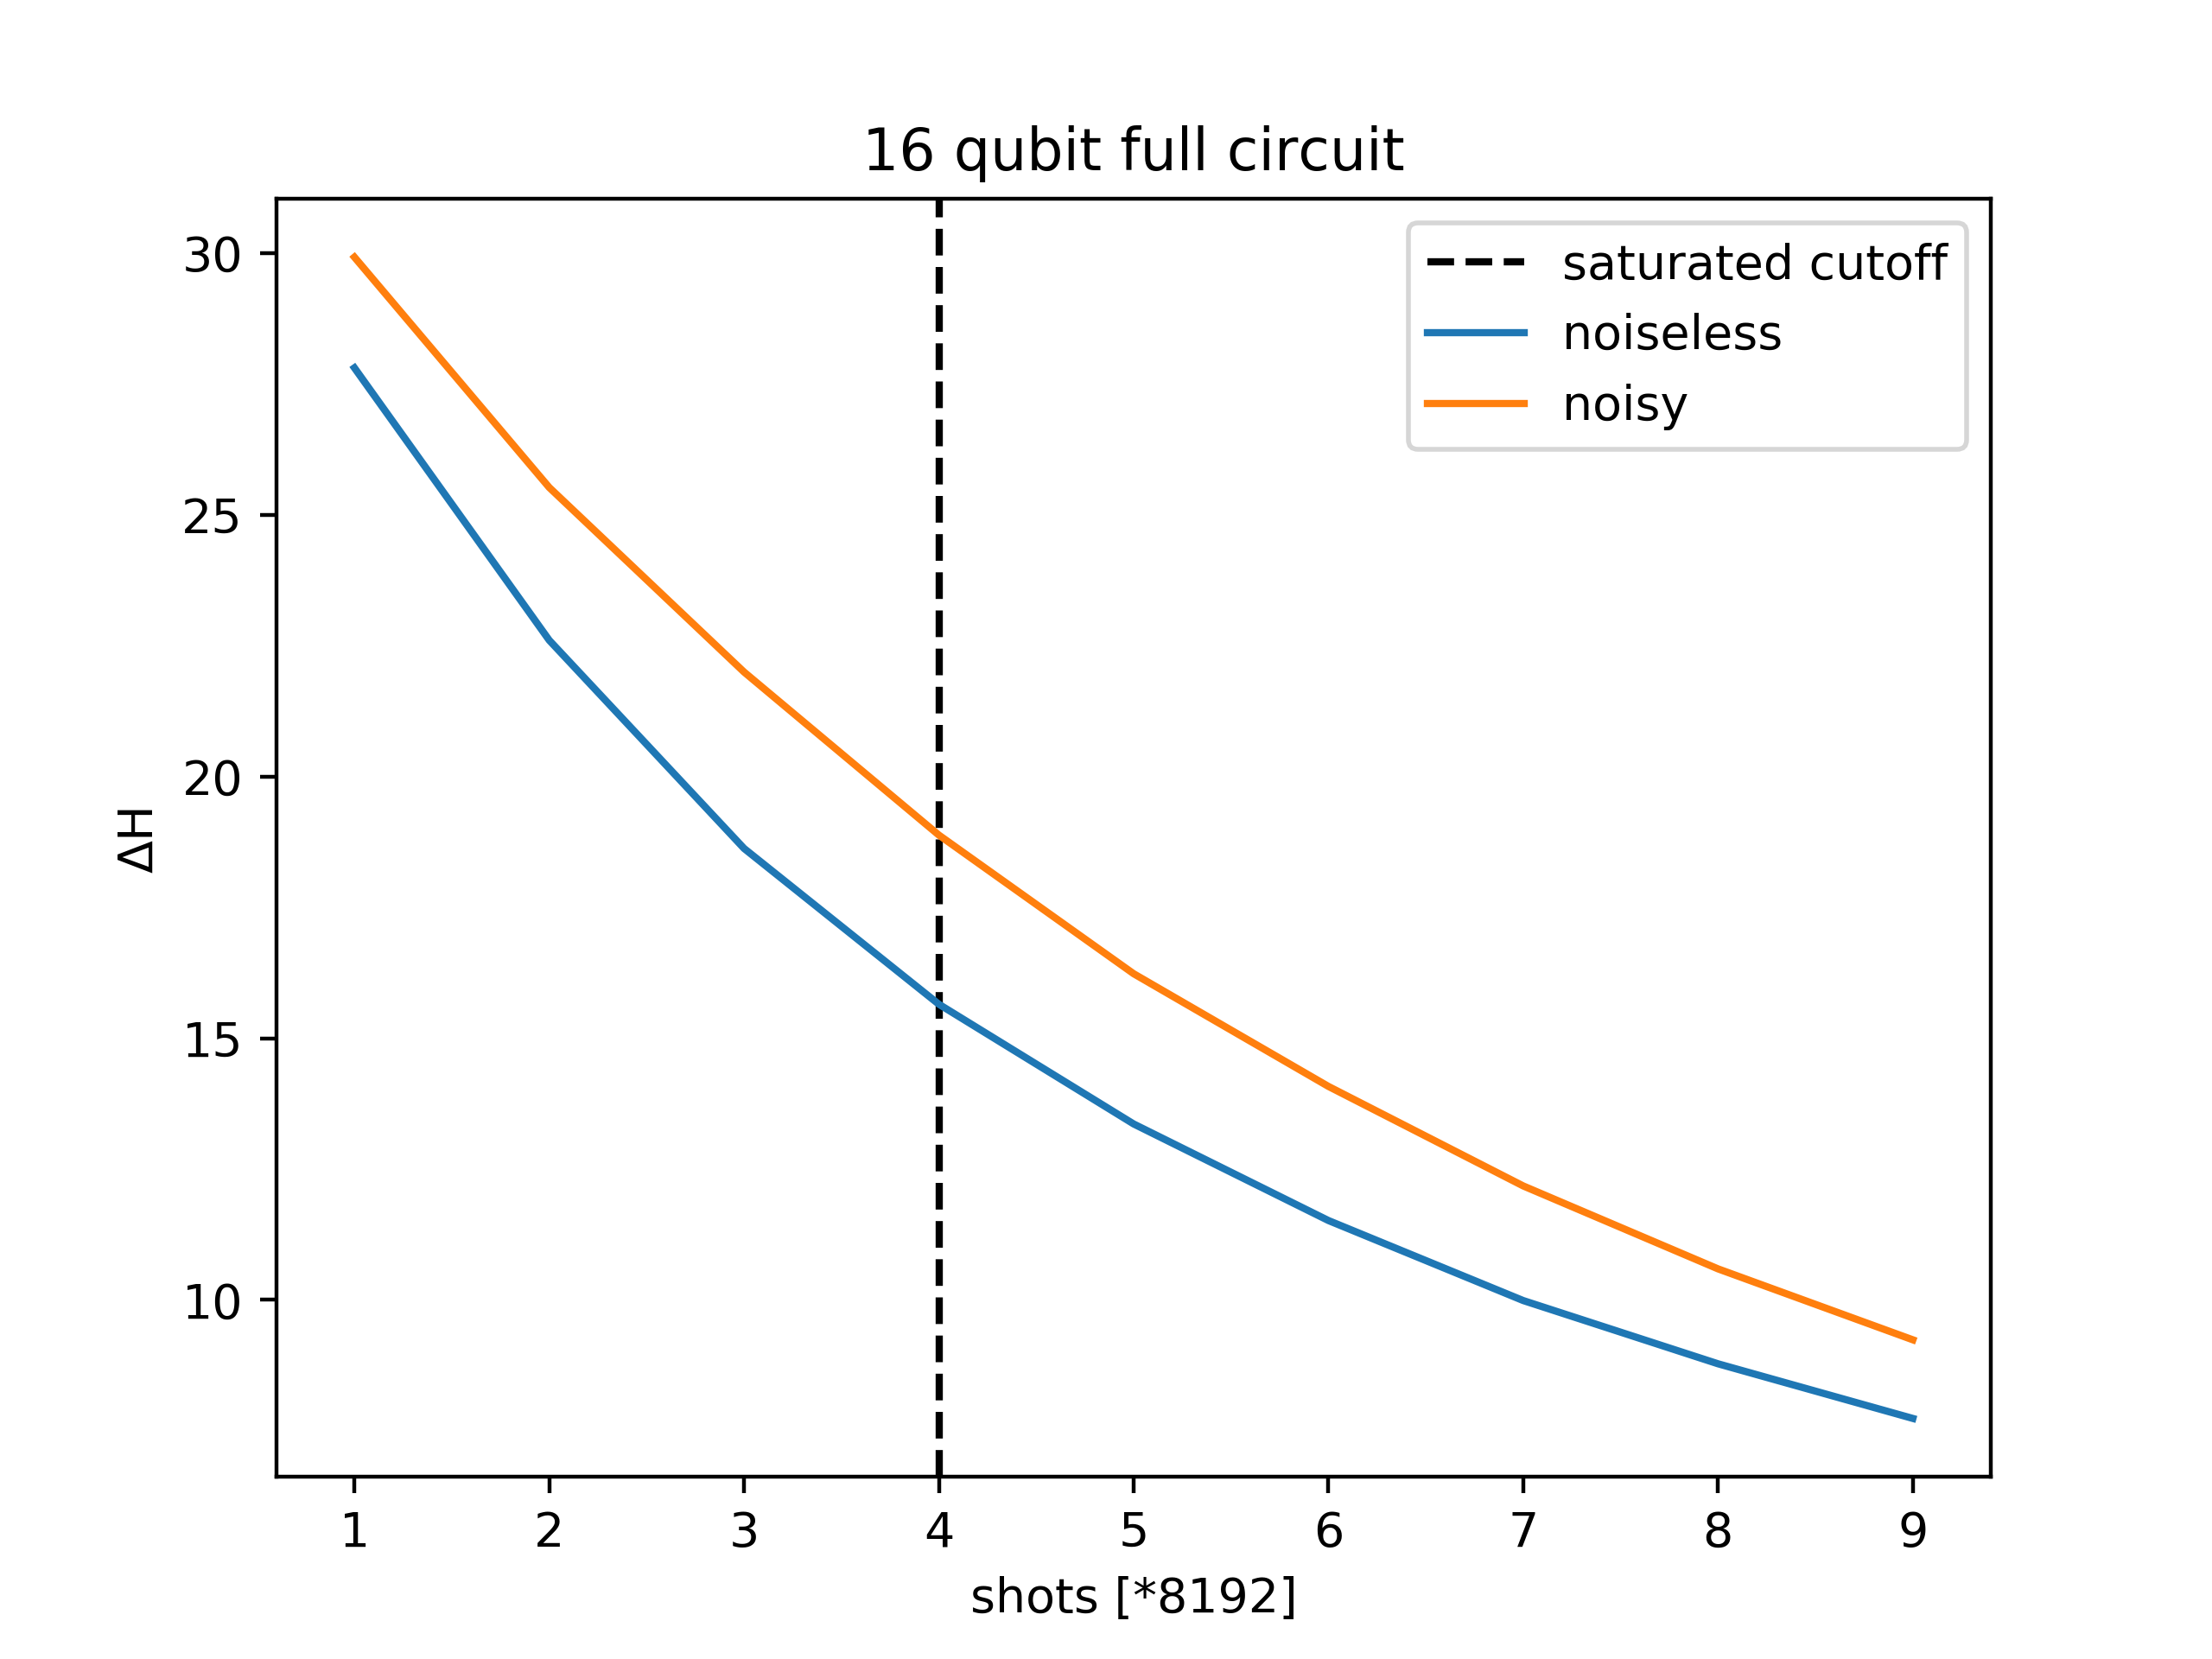 16 qubit full circuit
saturated cutoff
noiseless
noisy
30
25
20
15
10
ΔH
1 2 3 4 5 6 7 8 9
shots [*8192]